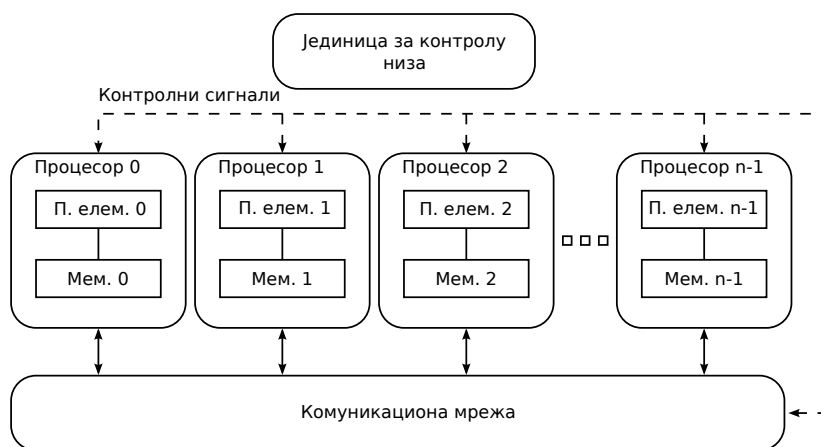 Јединица за контролу
низа
Контролни сигнали
Процесор 0
Процесор 1
Процесор 2
Процесор n-1
П. елем. 0
П. елем. 1
П. елем. 2
П. елем. n-1
Мем. 0
Мем. 1
Мем. 2
Мем. n-1
Комуникациона мрежа